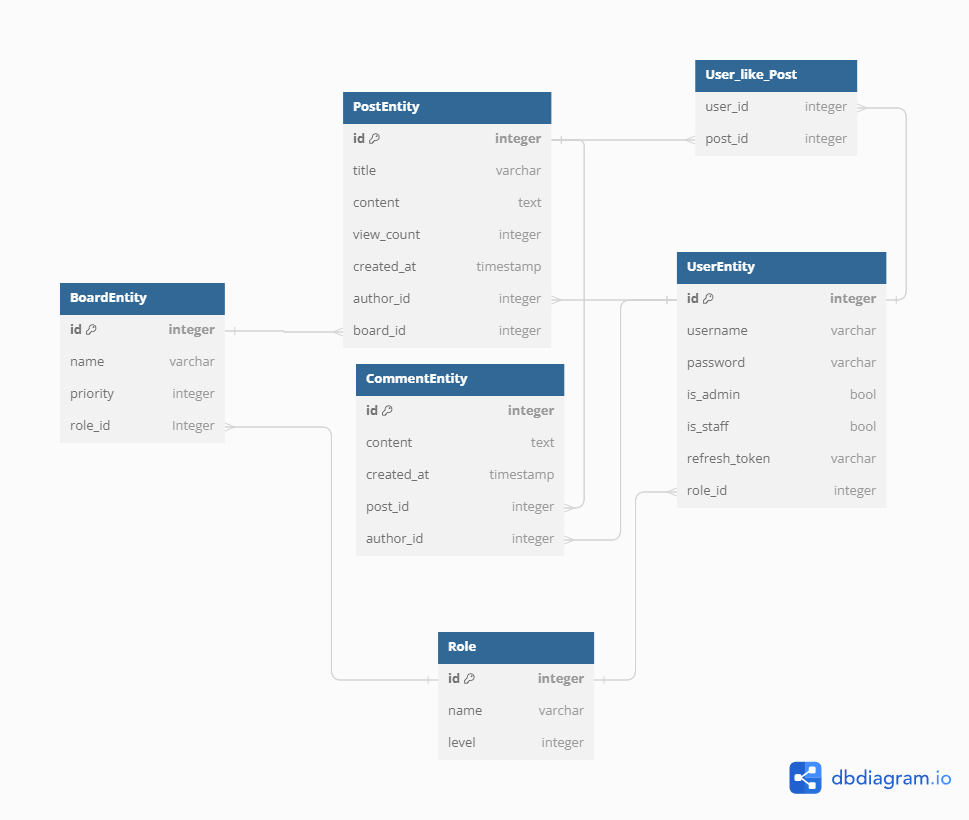 User_like_Post
user_id integer
post_id integer
PostEntity
id integer
title varchar
content text
view_count integer
created_at timestamp
author_id integer
board_id integer
UserEntity
id integer
username varchar
password varchar
is_admin bool
is_staff bool
refresh_token varchar
role_id integer
BoardEntity
id integer
name varchar
priority integer
role_id Integer
CommentEntity
id integer
content text
created_at timestamp
post_id integer
author_id integer
Role
id integer
name varchar
level integer
dbdiagram.io